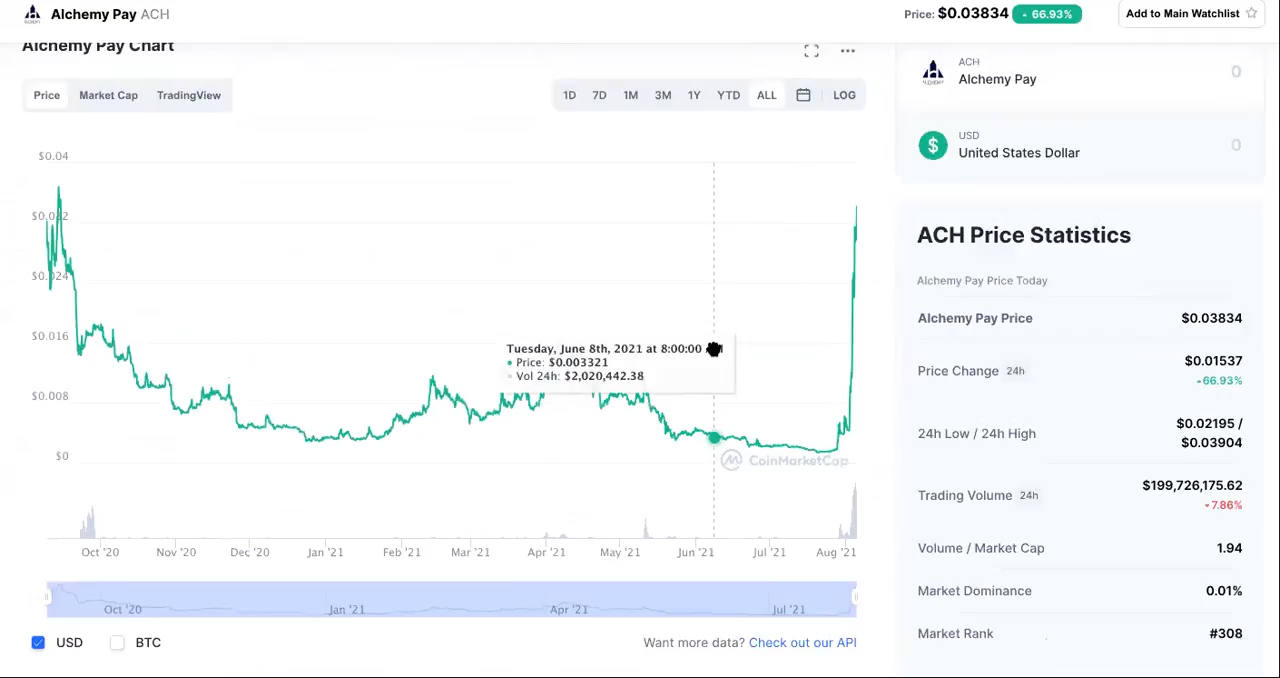 Alchemy Pay ACH
Price: $0.03834 66.93%
Add to Main Watchlist
Alchemy Pay Chart
Price Market Cap TradingView
1D 7D 1M 3M 1Y YTD ALL LOG
$0.04
$0.032
$0.024
$0.016
$0.008
$0
Tuesday, June 8th, 2021 at 8:00:00
Price: $0.003321
Vol 24h: $2,020,442.38
CoinMarketCap
Oct '20 Nov '20 Dec '20 Jan '21 Feb '21 Mar '21 Apr '21 May '21 Jun '21 Jul '21 Aug '21
Oct '20 Jan '21 Apr '21 Jul '21
USD BTC
Want more data? Check out our API
ACH
Alchemy Pay
0
USD
United States Dollar
0
$
ACH Price Statistics
Alchemy Pay Price Today
Alchemy Pay Price $0.03834
Price Change 24h $0.01537
66.93%
24h Low / 24h High $0.02195 /
$0.03904
Trading Volume 24h $199,726,175.62
7.86%
Volume / Market Cap 1.94
Market Dominance 0.01%
Market Rank #308